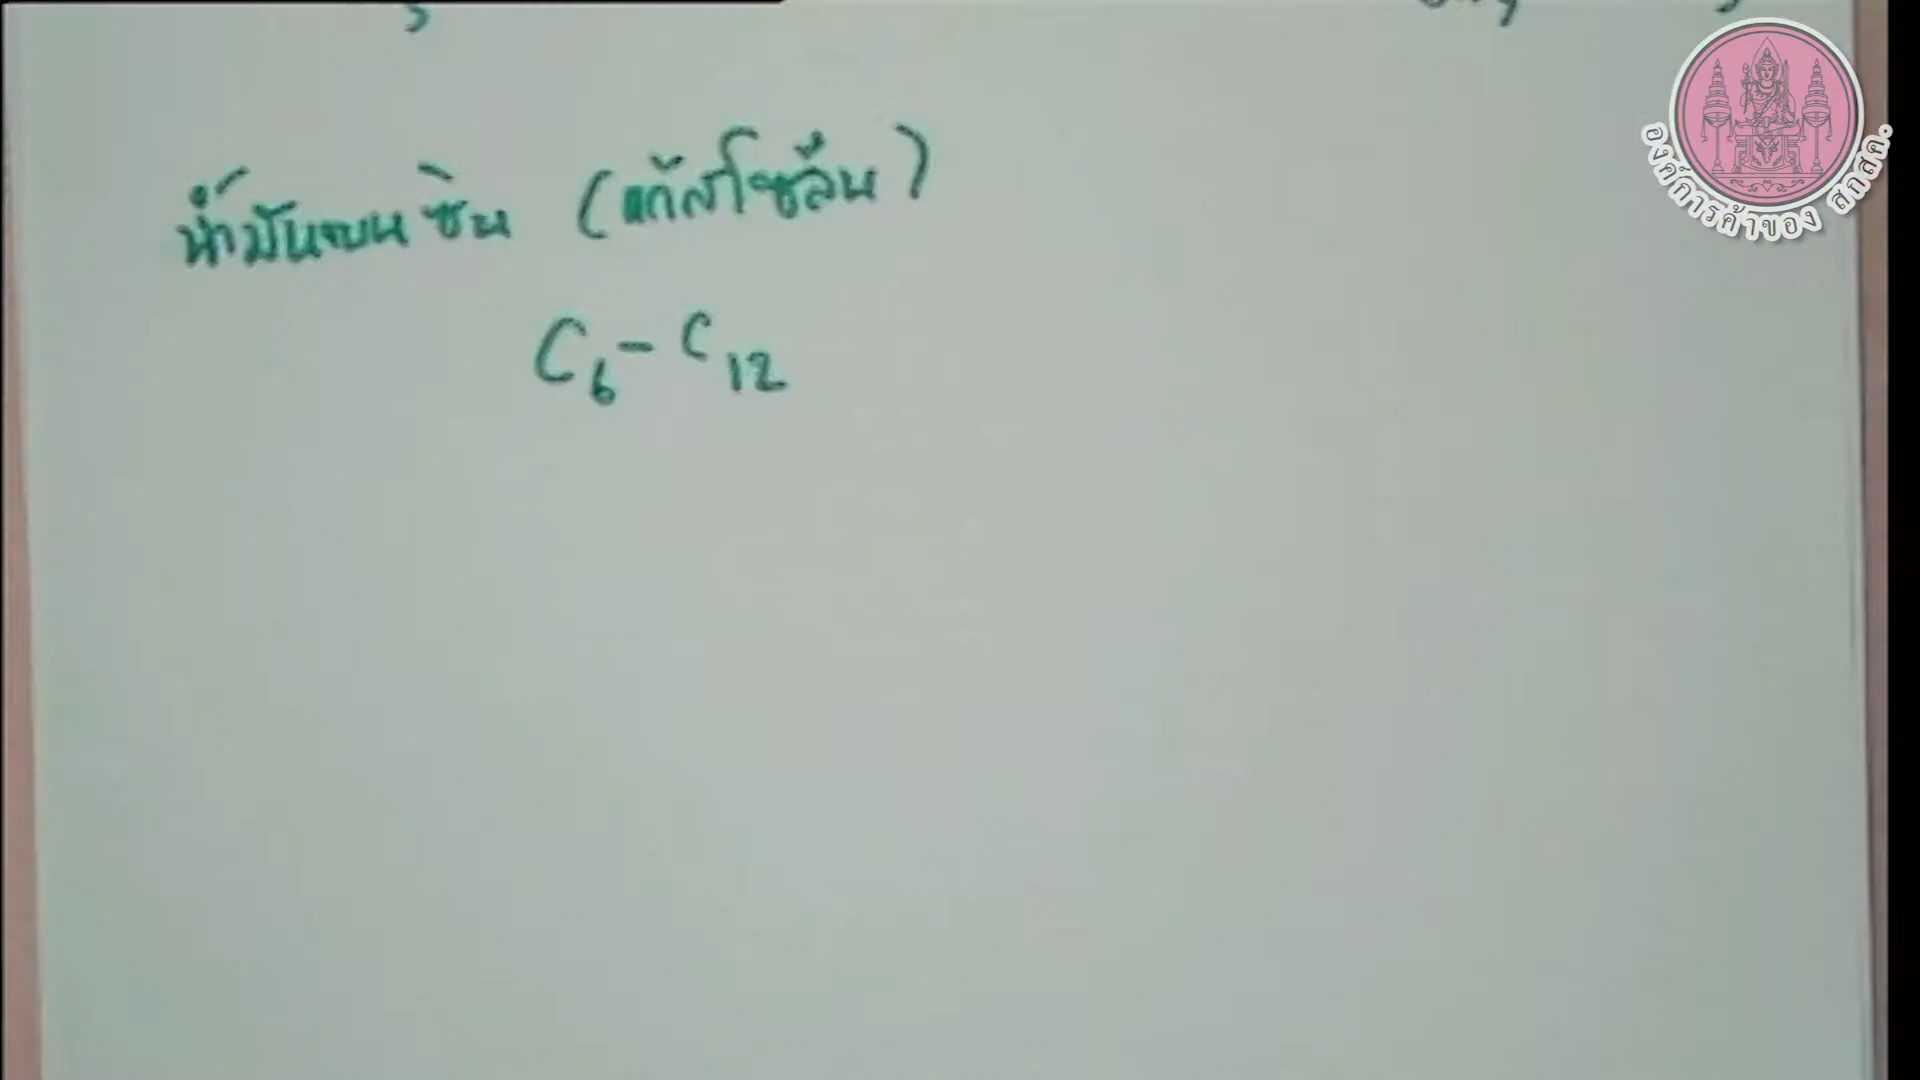 น้ำมันเบนซิน (แก๊สโซลีน)
C₆ - C₁₂
องค์การค้าของ สกสค.